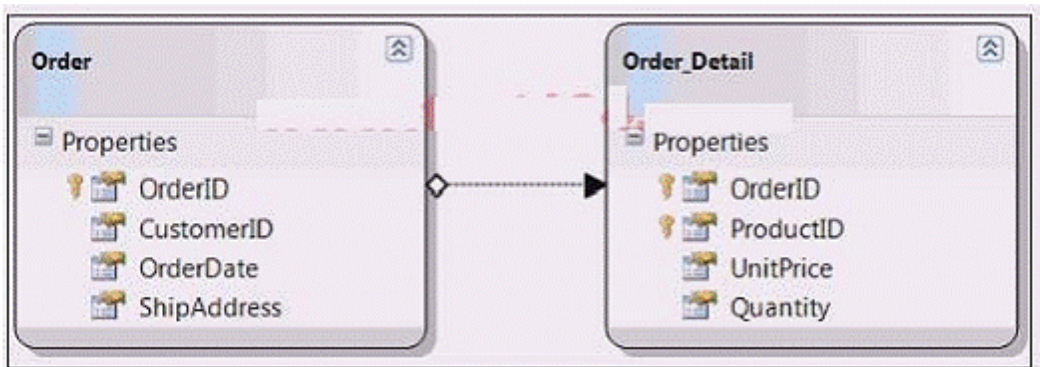 Order
Properties
OrderID
CustomerID
OrderDate
ShipAddress
Order_Detail
Properties
OrderID
ProductID
UnitPrice
Quantity